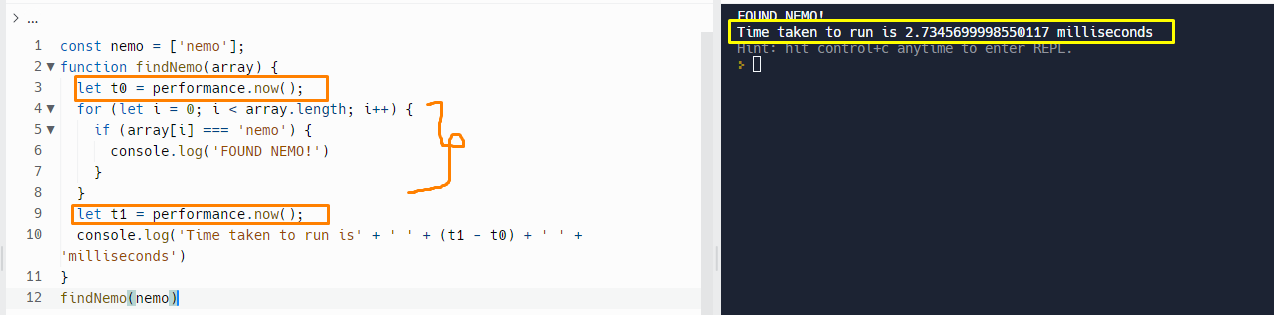 > ...
1 const nemo = ['nemo'];
2 ▼ function findNemo(array) {
3 let t0 = performance.now();
4 ▼ for (let i = 0; i < array.length; i++) {
5 ▼ if (array[i] === 'nemo') {
6 console.log('FOUND NEMO!')
7 }
8 }
9 let t1 = performance.now();
10 console.log('Time taken to run is' + ' ' + (t1 - t0) + ' ' +
'milliseconds')
11 }
12 findNemo(nemo)
FOUND NEMO!
Time taken to run is 2.7345699998550117 milliseconds
Hint: hit control+c anytime to enter REPL.
>